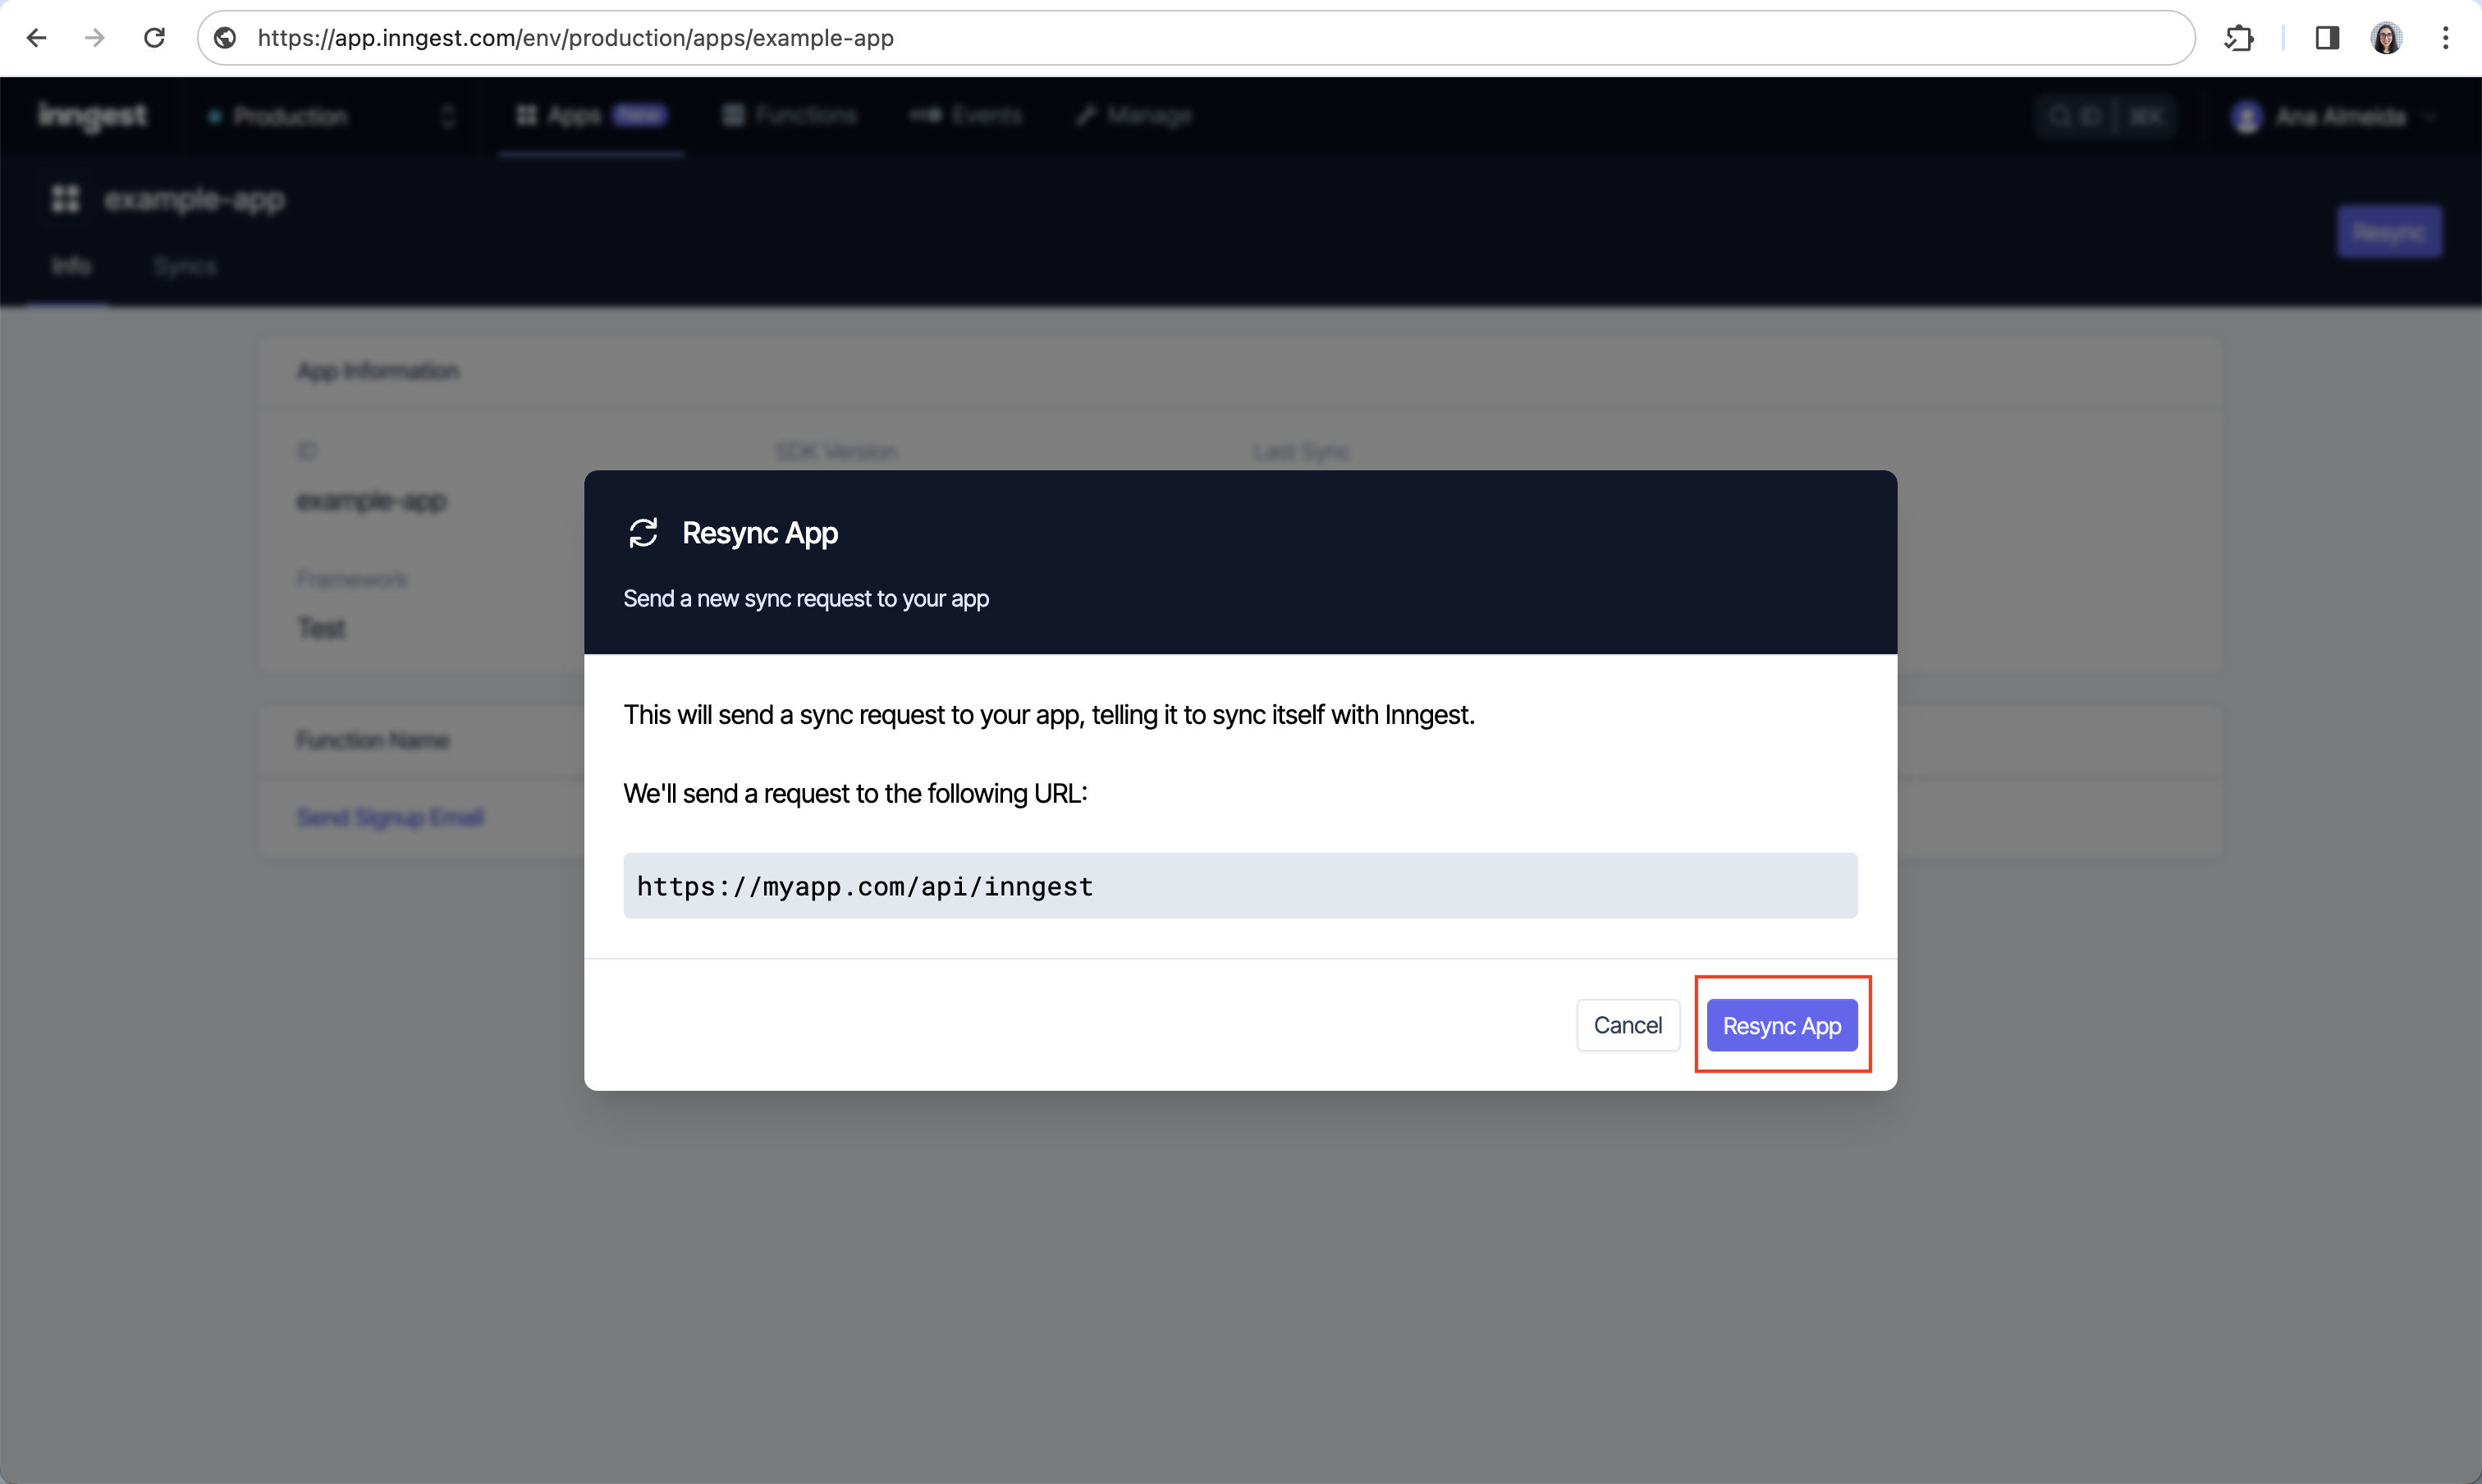 https://app.inngest.com/env/production/apps/example-app
inngest
Production
Apps New
Functions
Events
Manage
ID ⌘K
Ana Almeida
example-app
Resync
Info
Syncs
App Information
ID
SDK Version
Last Sync
example-app
Framework
Test
Function Name
Send Signup Email
Resync App
Send a new sync request to your app
This will send a sync request to your app, telling it to sync itself with Inngest.
We'll send a request to the following URL:
https://myapp.com/api/inngest
Cancel
Resync App